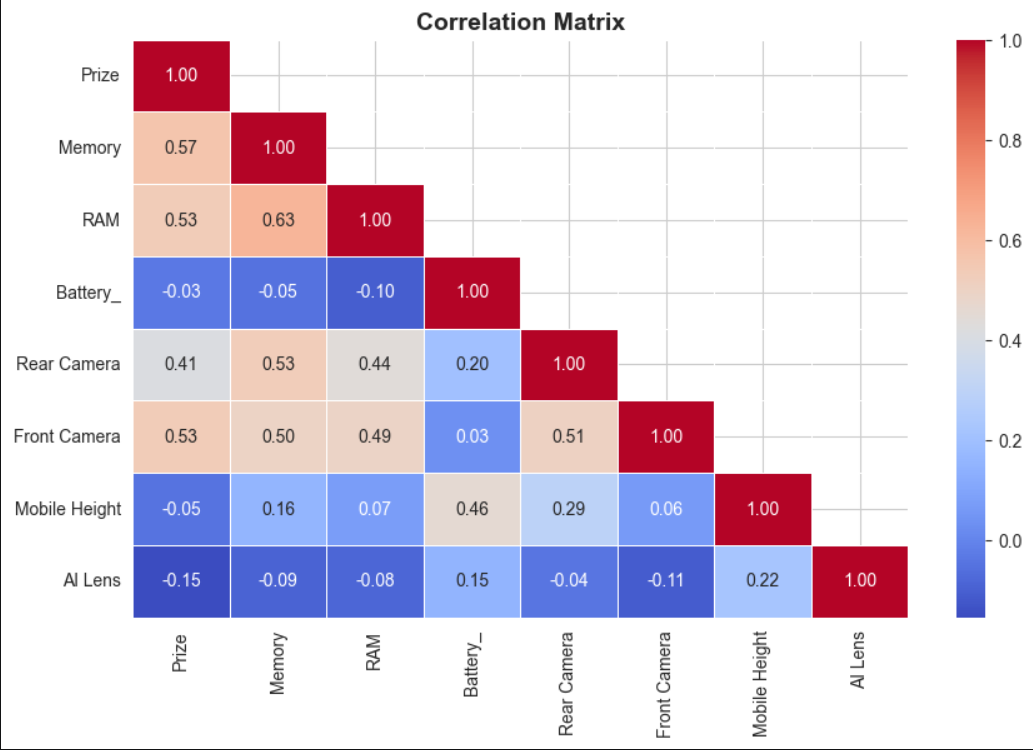 Correlation Matrix
Prize 1.00
Memory 0.57 1.00
RAM 0.53 0.63 1.00
Battery_ -0.03 -0.05 -0.10 1.00
Rear Camera 0.41 0.53 0.44 0.20 1.00
Front Camera 0.53 0.50 0.49 0.03 0.51 1.00
Mobile Height -0.05 0.16 0.07 0.46 0.29 0.06 1.00
AI Lens -0.15 -0.09 -0.08 0.15 -0.04 -0.11 0.22 1.00
Prize Memory RAM Battery_ Rear Camera Front Camera Mobile Height AI Lens
1.0
0.8
0.6
0.4
0.2
0.0